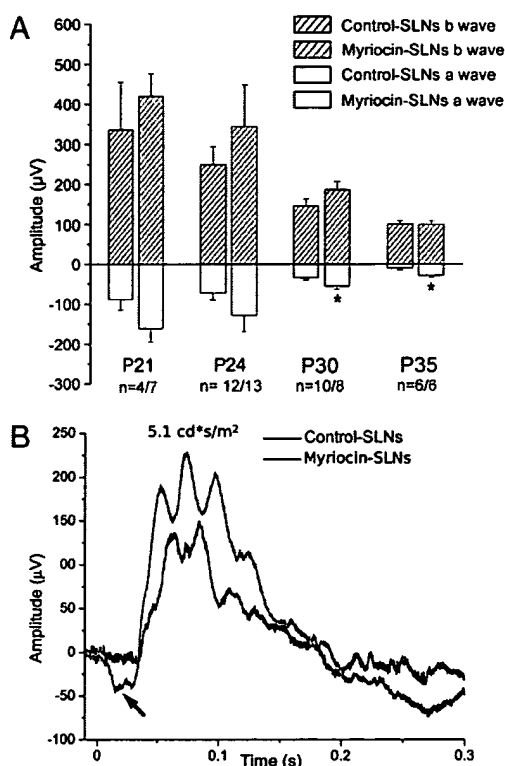 A
Control-SLNs b wave
Myriocin-SLNs b wave
Control-SLNs a wave
Myriocin-SLNs a wave
600
500
400
300
200
100
0
-100
-200
-300
Amplitude (µV)
*
*
P21
P24
P30
P35
n=4/7
n= 12/13
n=10/8
n=6/6
B
5.1 cd*s/m²
Control-SLNs
Myriocin-SLNs
250
200
150
00
50
0
-50
-100
Amplitude (µV)
0
0.1
0.2
0.3
Time (s)